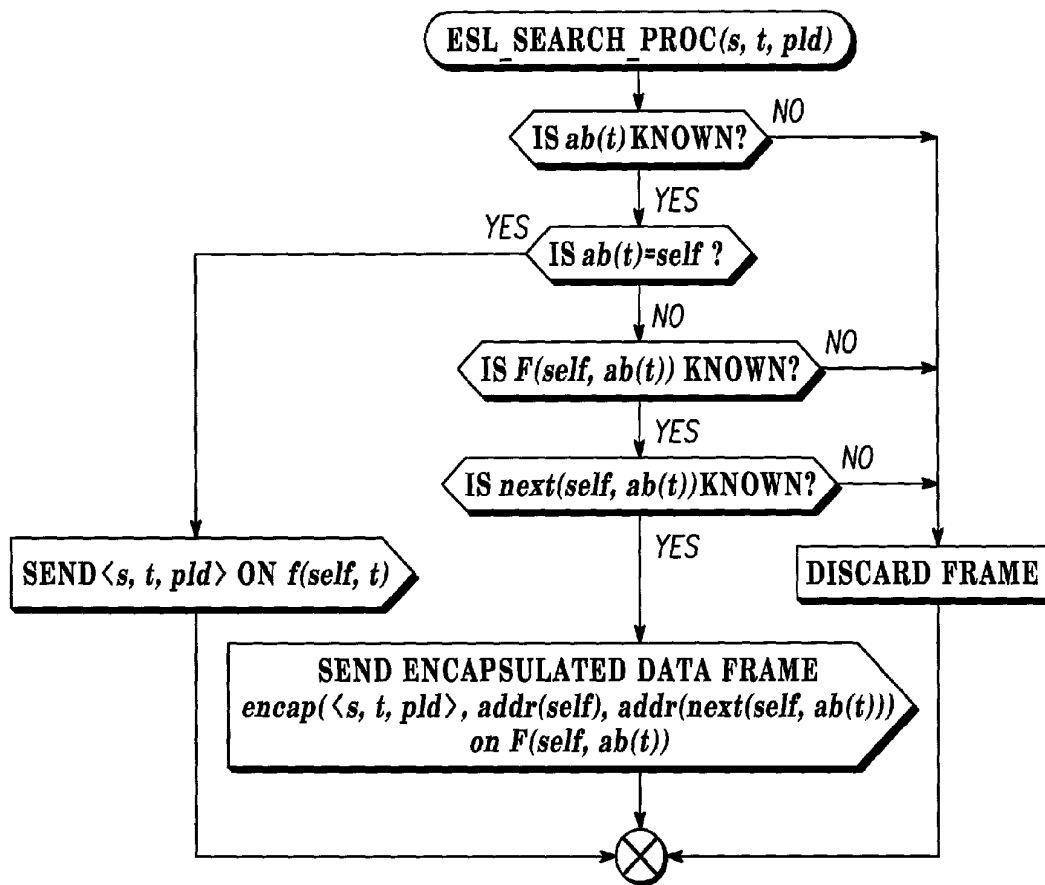 ESL_SEARCH_PROC(s, t, pld)
NO
IS ab(t) KNOWN?
YES
YES
IS ab(t)=self ?
NO
NO
IS F(self, ab(t)) KNOWN?
YES
NO
IS next(self, ab(t)) KNOWN?
YES
SEND <s, t, pld> ON f(self, t)
DISCARD FRAME
SEND ENCAPSULATED DATA FRAME
encap(<s, t, pld>, addr(self), addr(next(self, ab(t)))
on F(self, ab(t))